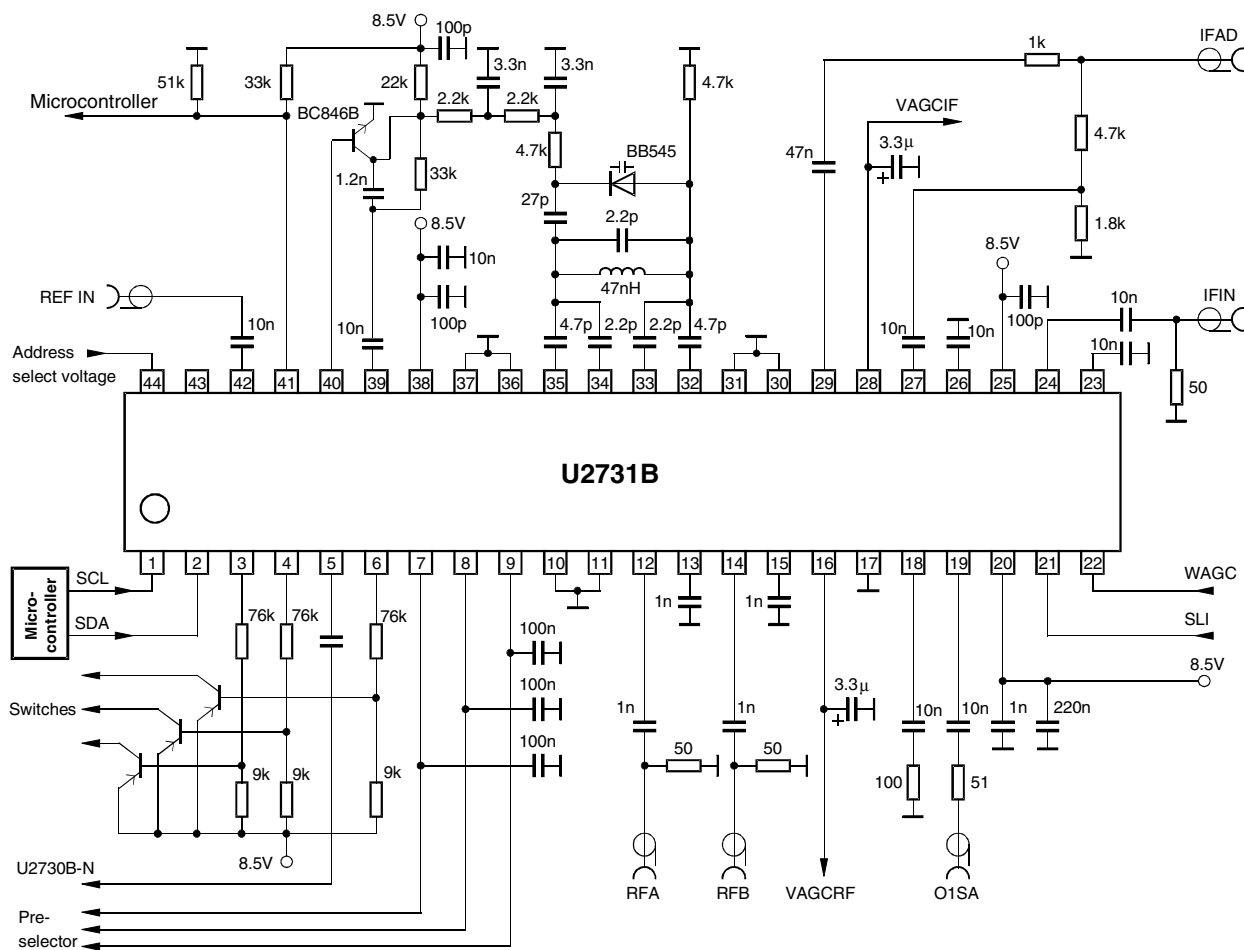 8.5V
100p
3.3n
3.3n
1k
IFAD
51k
33k
22k
4.7k
Microcontroller
BC846B
2.2k
2.2k
VAGCIF
4.7k
BB545
47n
3.3µ
4.7k
+
1.2n
33k
27p
8.5V
2.2p
1.8k
10n
8.5V
REF IN
47nH
IFIN
100p
10n
10n
10n
4.7p
2.2p
2.2p
4.7p
10n
10n
100p
10n
Address
select voltage
50
44 43 42 41 40 39 38 37 36 35 34 33 32 31 30 29 28 27 26 25 24 23
U2731B
1 2 3 4 5 6 7 8 9 10 11 12 13 14 15 16 17 18 19 20 21 22
Micro-
controller
SCL
SDA
WAGC
SLI
76k
76k
76k
1n
1n
100n
8.5V
Switches
100n
1n
1n
3.3µ
+
10n
10n
1n
220n
100n
50
50
9k
9k
9k
100
51
8.5V
U2730B-N
RFA
RFB
VAGCRF
O1SA
Pre-
selector